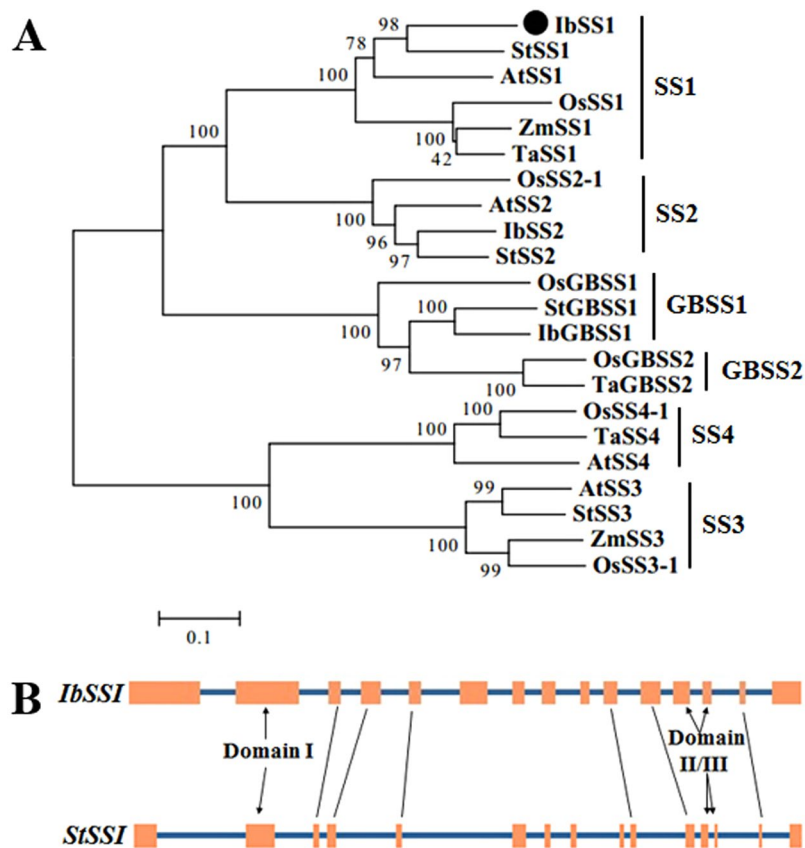 A
98
IbSS1
78
StSS1
100
AtSS1
SS1
OsSS1
100
100
ZmSS1
42
TaSS1
OsSS2-1
100
AtSS2
SS2
96
IbSS2
97
StSS2
OsGBSS1
100
StGBSS1
GBSS1
100
IbGBSS1
97
OsGBSS2
GBSS2
100
TaGBSS2
100
OsSS4-1
100
TaSS4
SS4
AtSS4
100
99
AtSS3
StSS3
SS3
100
ZmSS3
99
OsSS3-1
0.1
B
IbSSI
Domain I
Domain
II/III
StSSI